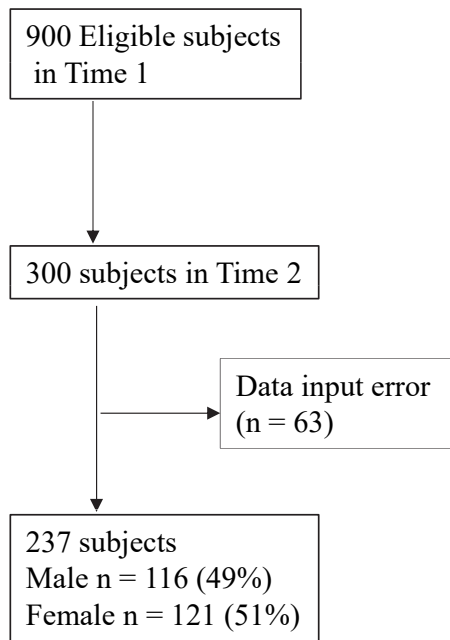 900 Eligible subjects
in Time 1
300 subjects in Time 2
Data input error
(n = 63)
237 subjects
Male n = 116 (49%)
Female n = 121 (51%)